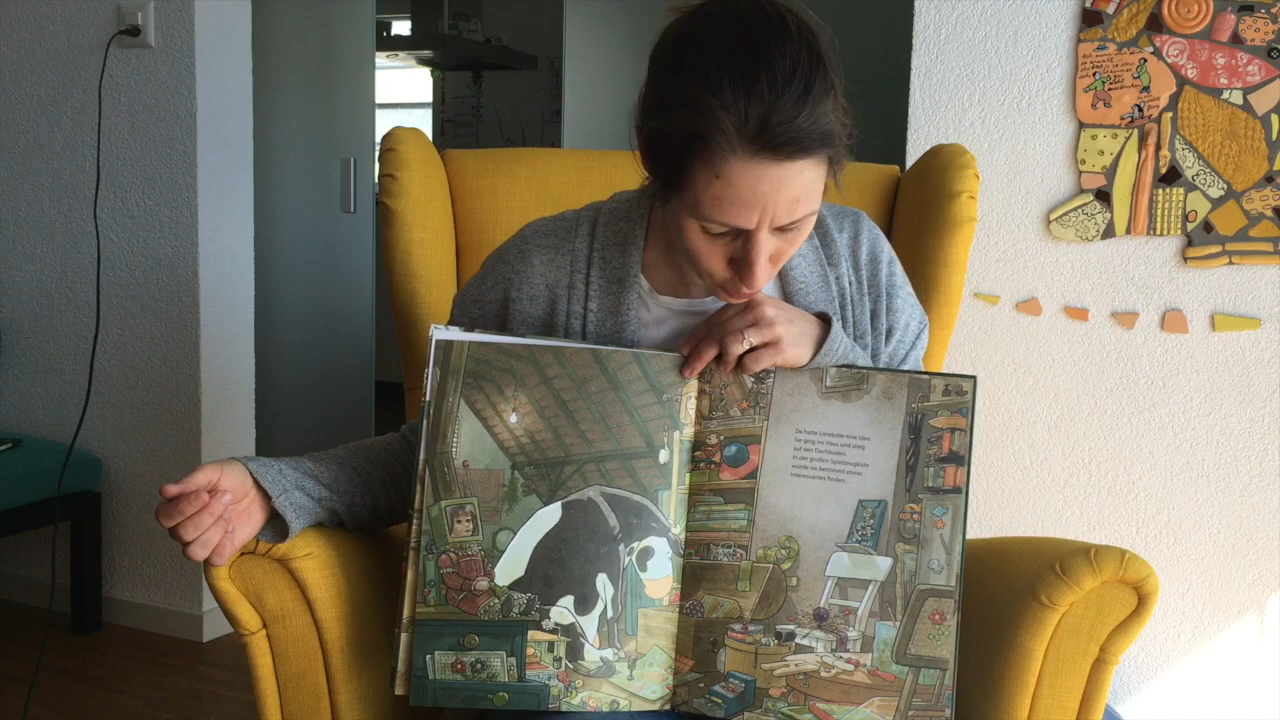 Da hatte Lieselotte eine Idee.
Sie ging ins Haus und stieg
auf den Dachboden.
In der großen Spielzeugkiste
würde sie bestimmt etwas
Interessantes finden ...